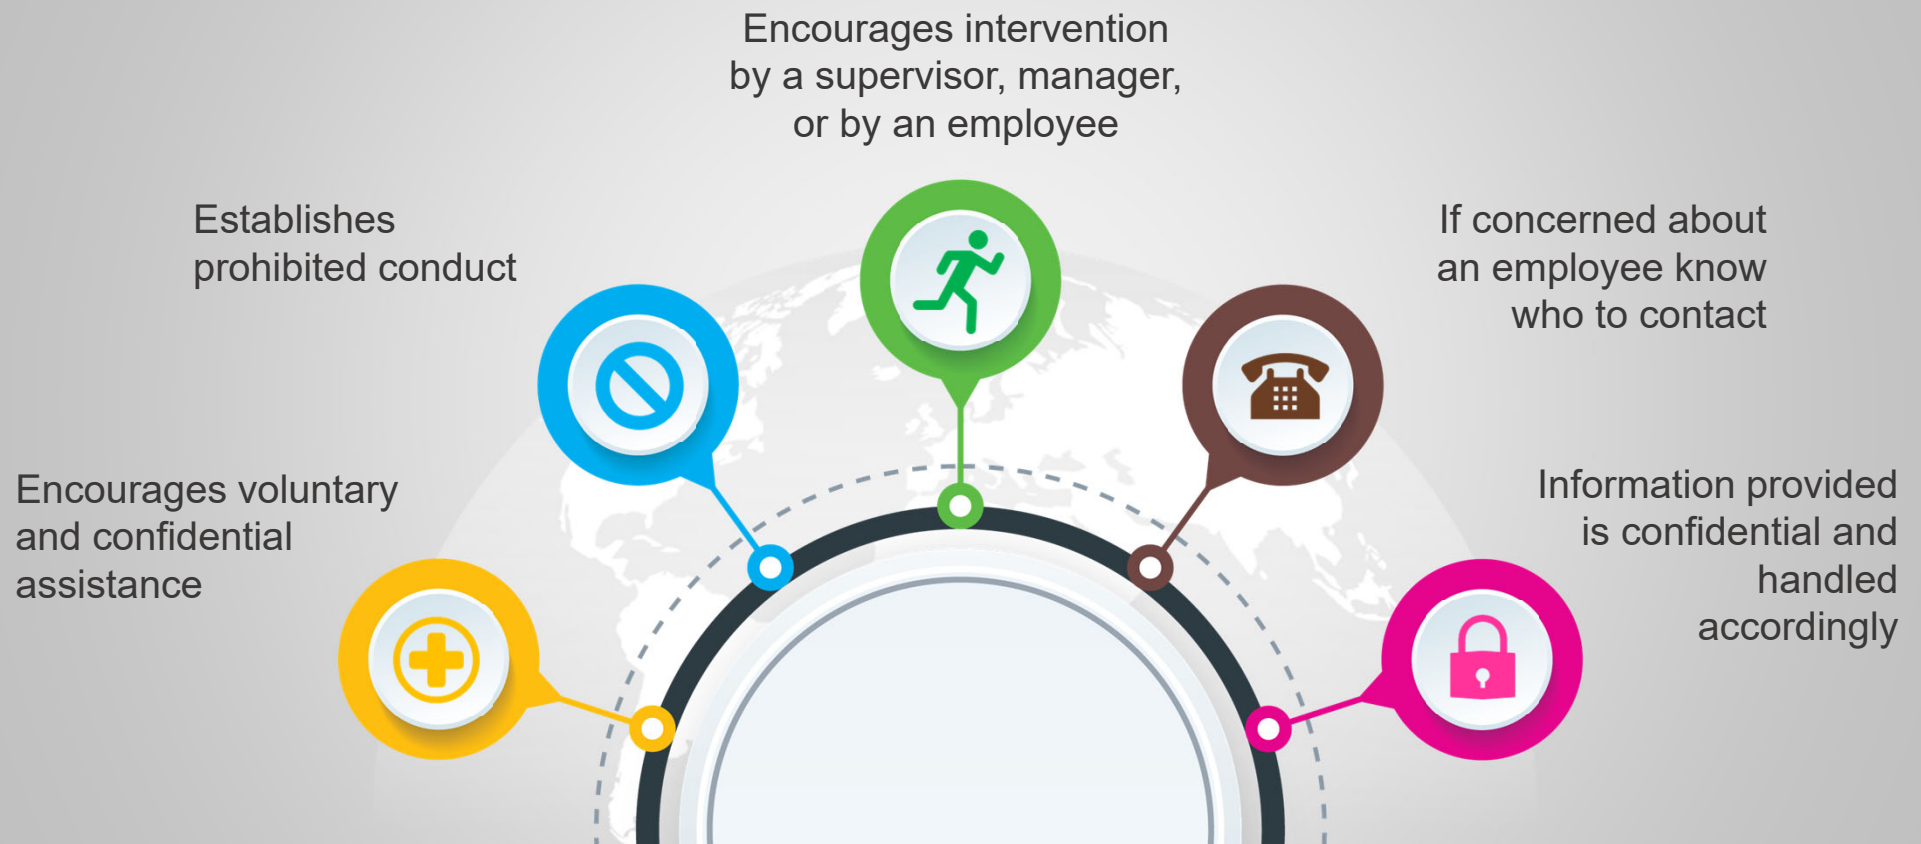 Encourages intervention
by a supervisor, manager,
or by an employee
Establishes
prohibited conduct
If concerned about
an employee know
who to contact
Encourages voluntary
and confidential
assistance
Information provided
is confidential and
handled
accordingly